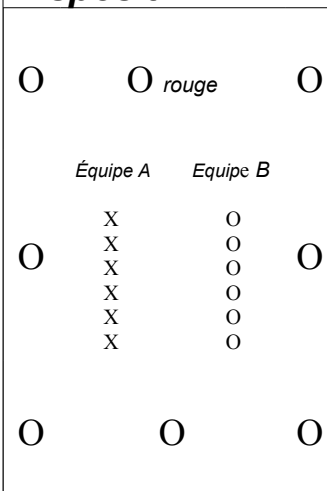 O O rouge O
Équipe A Equipe B
X O
X O
O X O O
X O
X O
X O
O O O